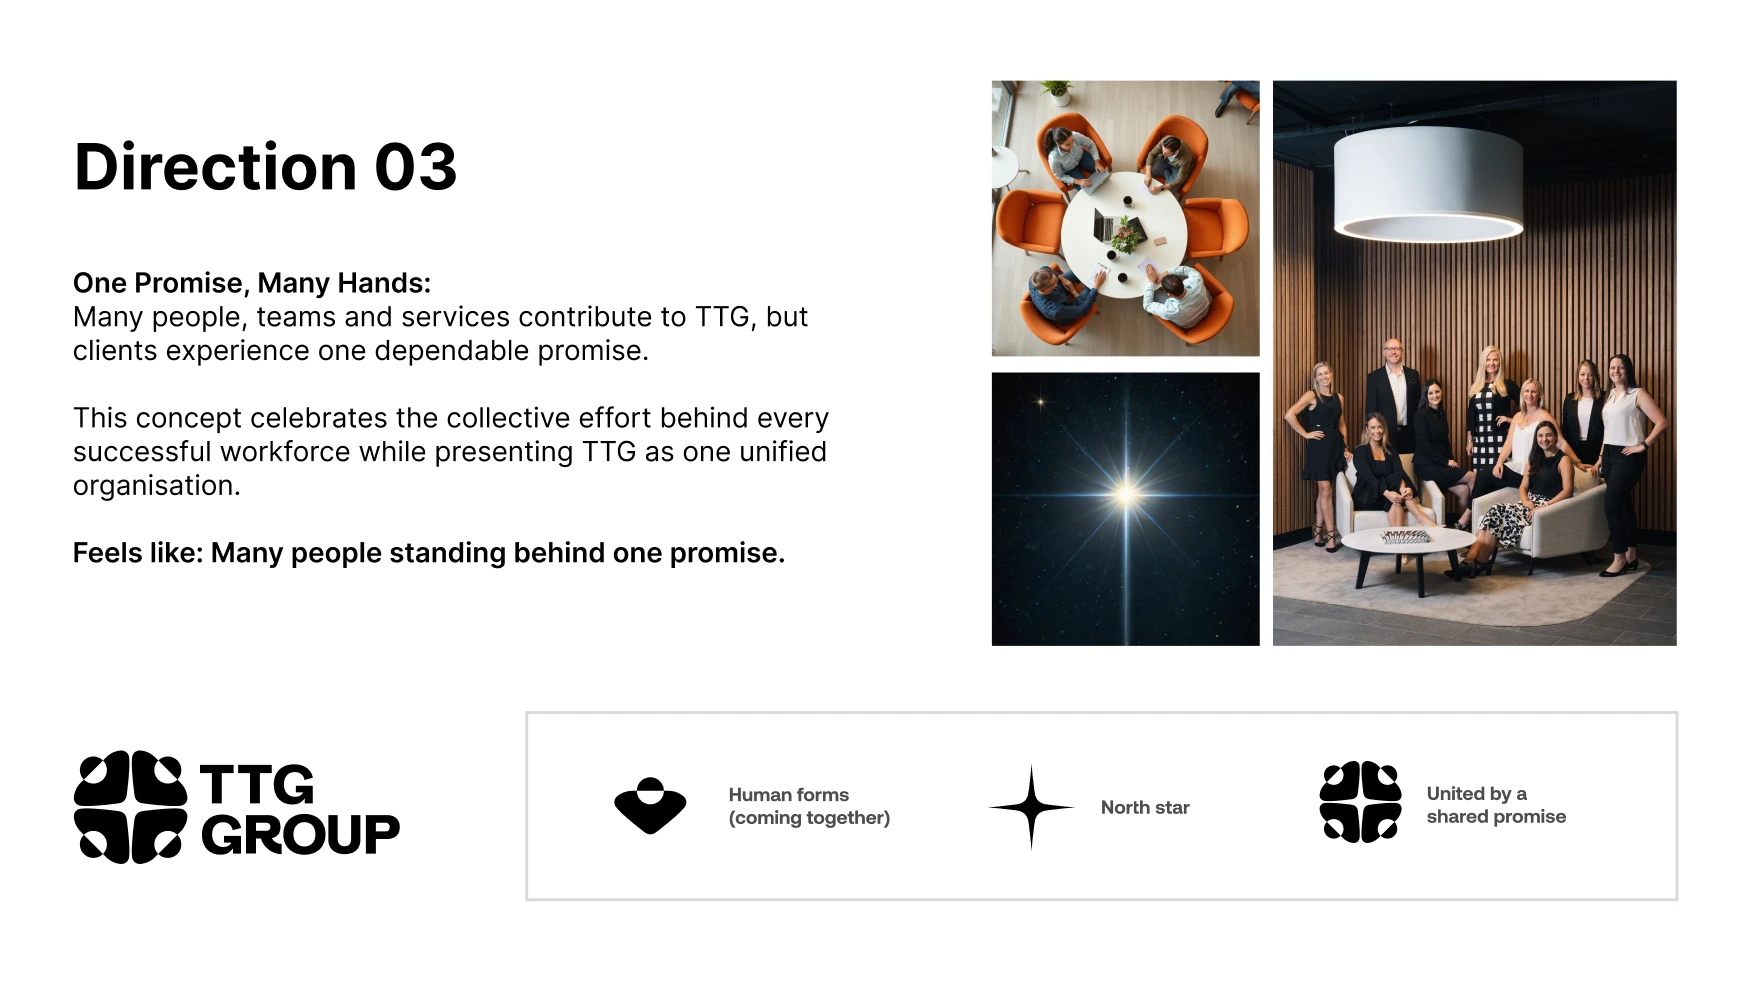 Direction 03
One Promise, Many Hands:
Many people, teams and services contribute to TTG, but
clients experience one dependable promise.
This concept celebrates the collective effort behind every
successful workforce while presenting TTG as one unified
organisation.
Feels like: Many people standing behind one promise.
TTG
GROUP
Human forms
(coming together)
North star
United by a
shared promise